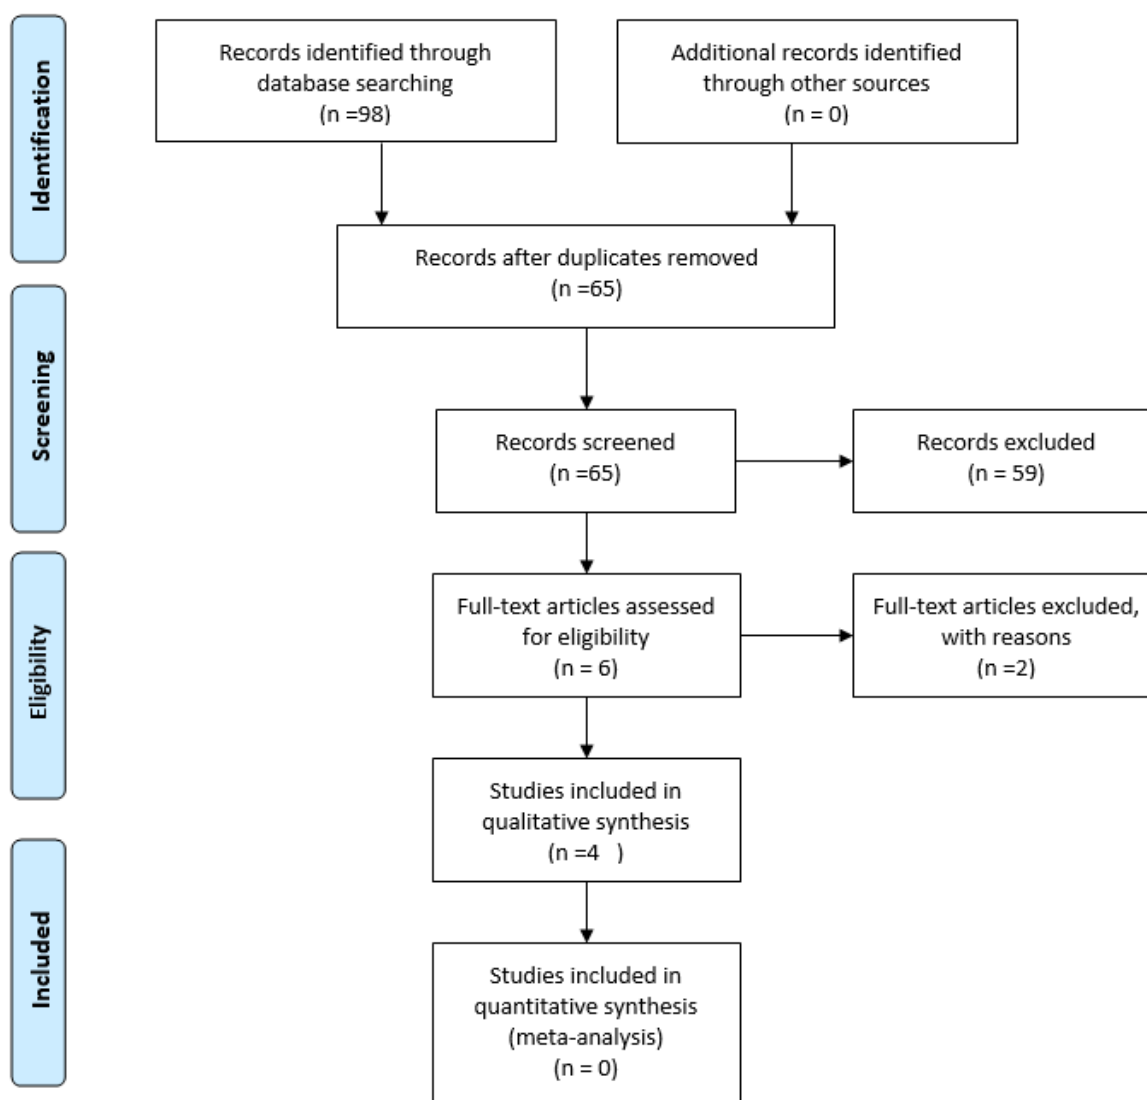 Identification
Records identified through
database searching
(n =98)
Additional records identified
through other sources
(n = 0)
Records after duplicates removed
(n =65)
Screening
Records screened
(n =65)
Records excluded
(n = 59)
Eligibility
Full-text articles assessed
for eligibility
(n = 6)
Full-text articles excluded,
with reasons
(n =2)
Studies included in
qualitative synthesis
(n =4   )
Included
Studies included in
quantitative synthesis
(meta-analysis)
(n = 0)